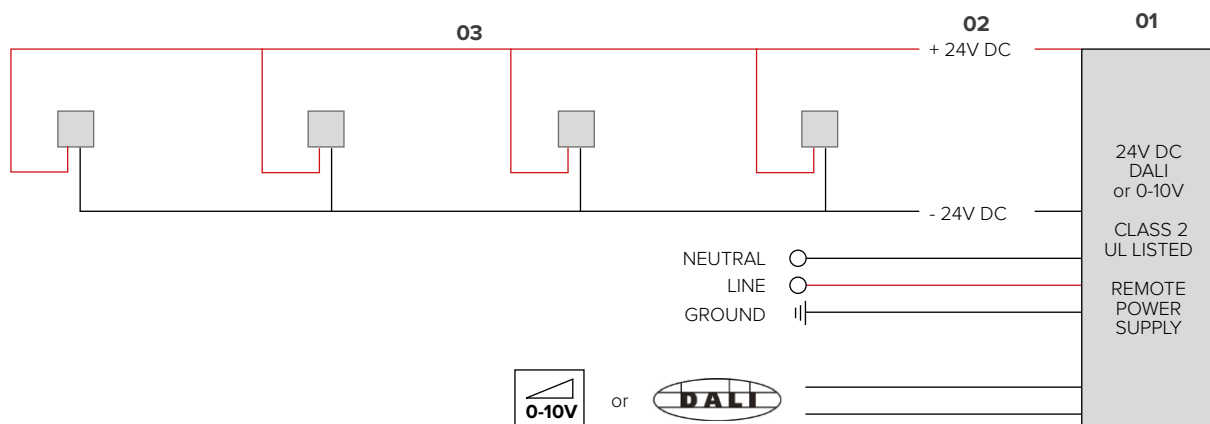 03
02
01
+ 24V DC
24V DC
DALI
or 0-10V
CLASS 2
UL LISTED
REMOTE
POWER
SUPPLY
- 24V DC
NEUTRAL
LINE
GROUND
0-10V
or
DALI